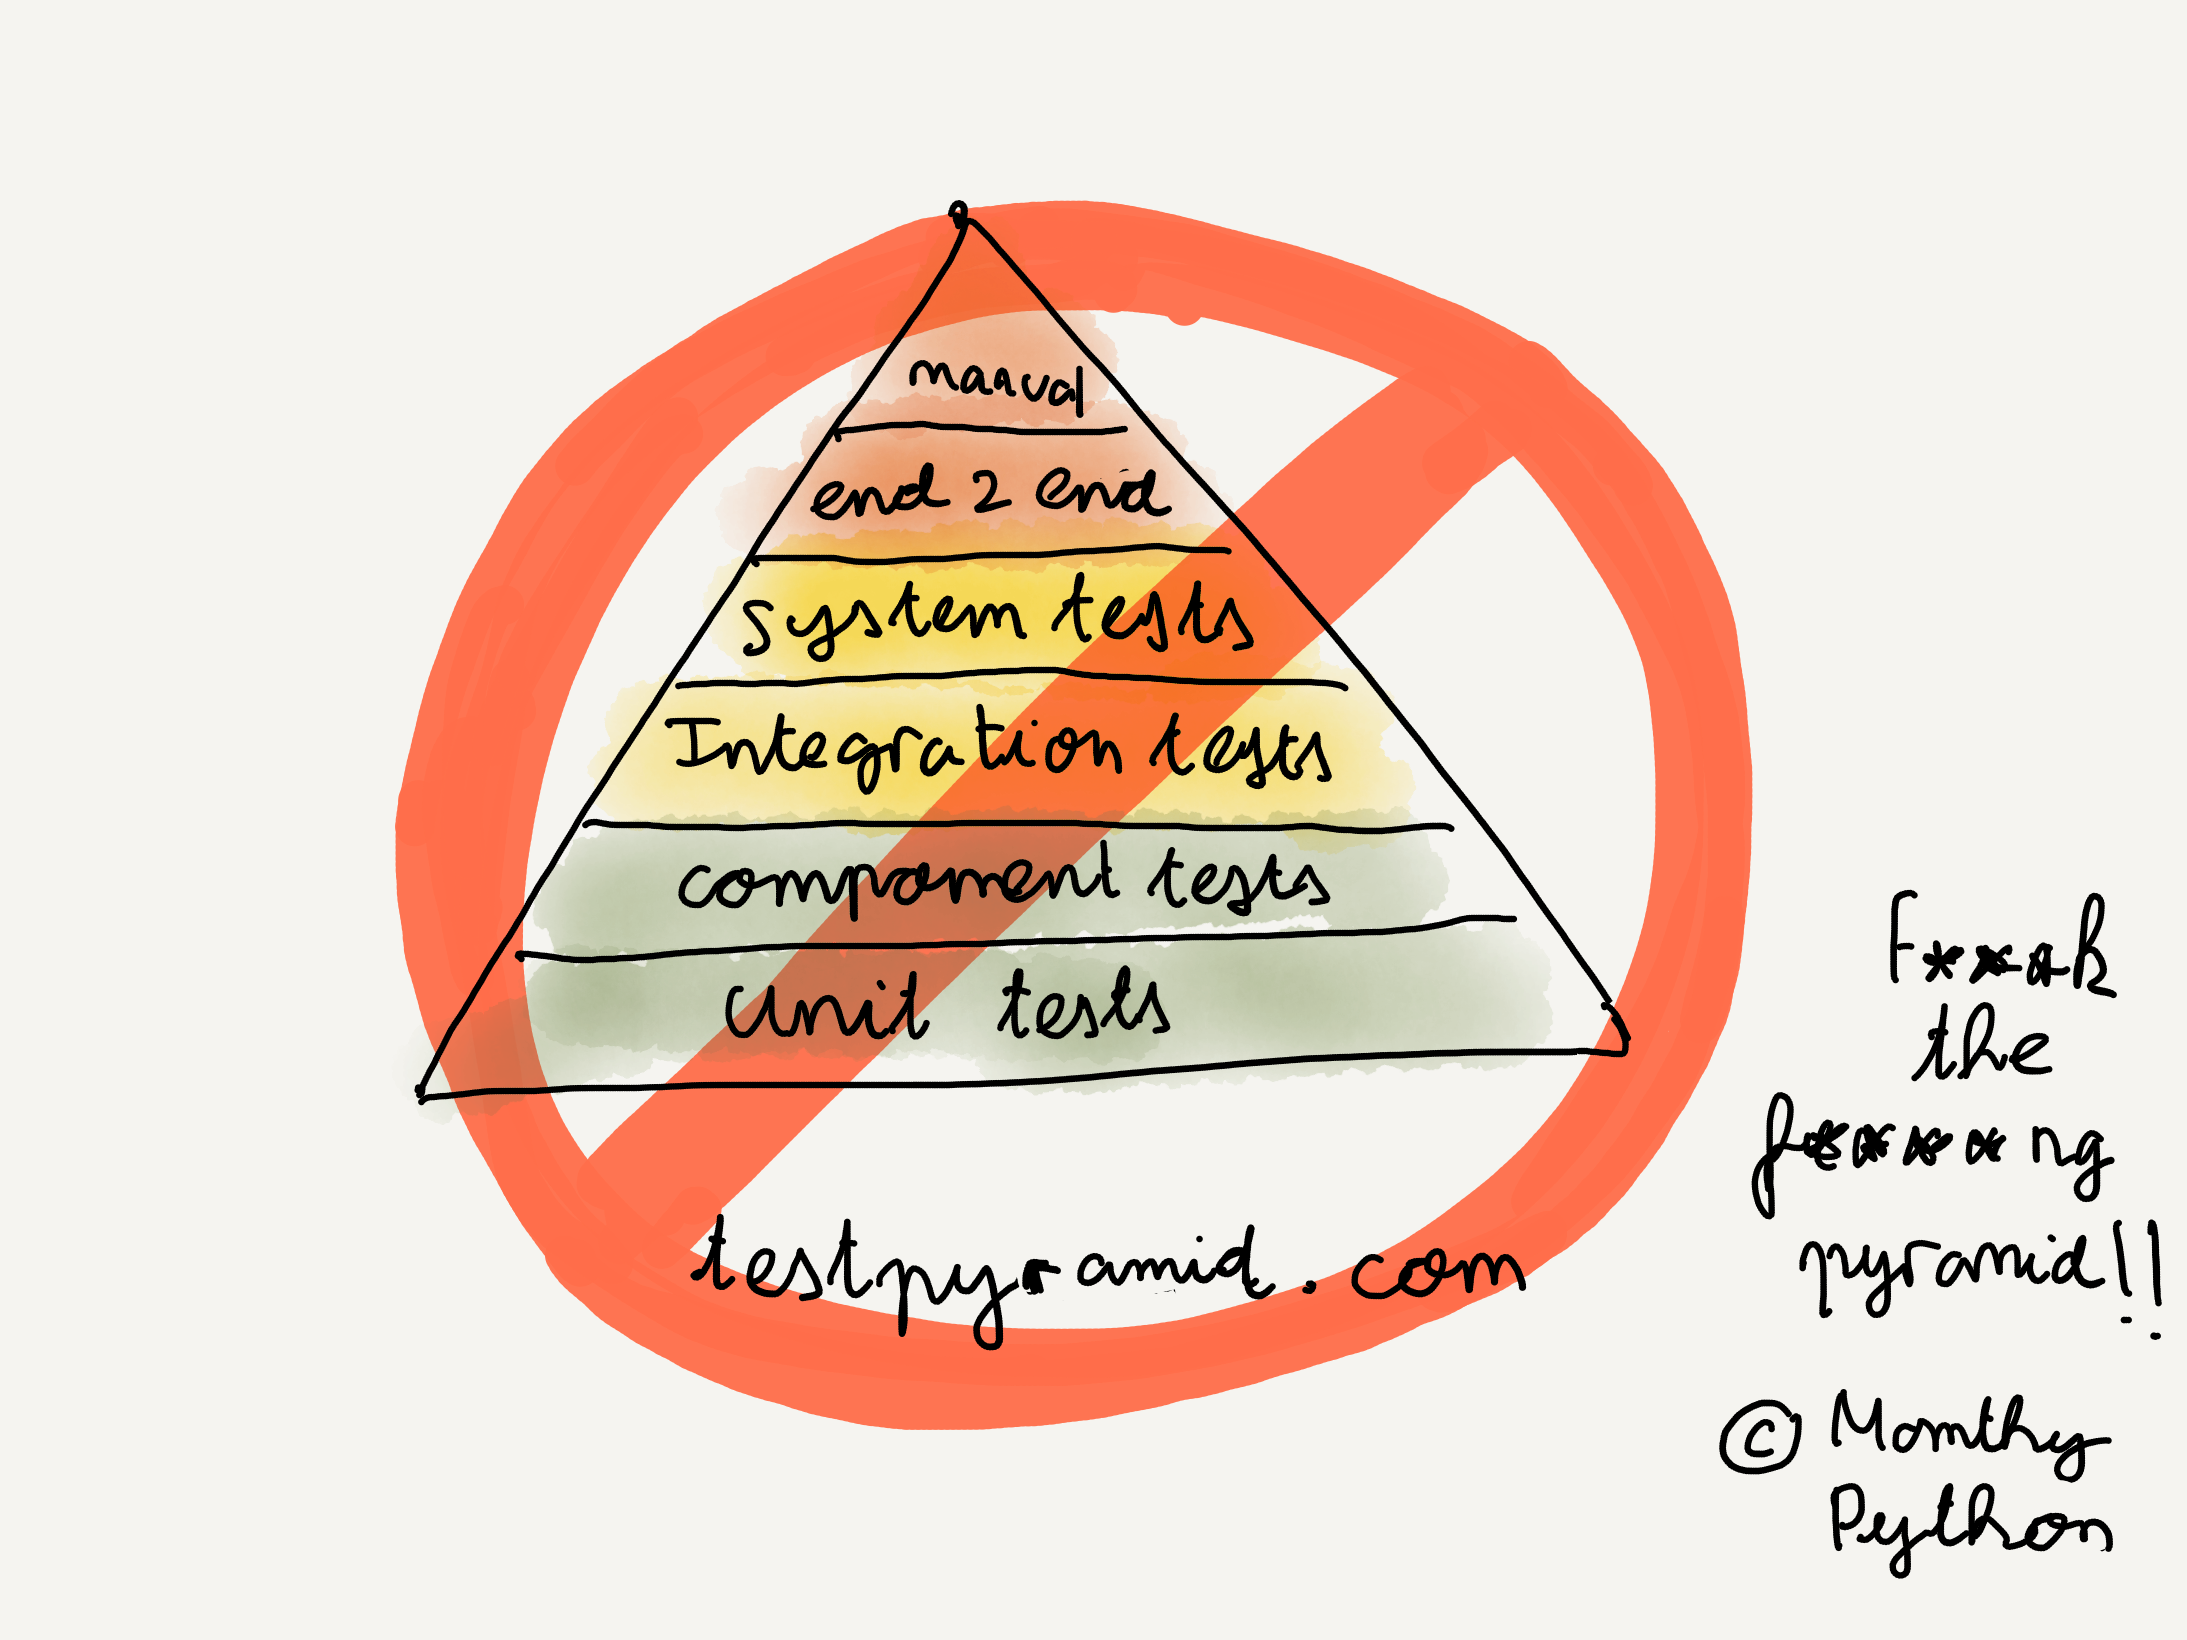 manual
end 2 end
system tests
Integration tests
component tests
unit tests
testpyramid.com
F***k
the
f****ng
pyramid!!
© Monthy
Python